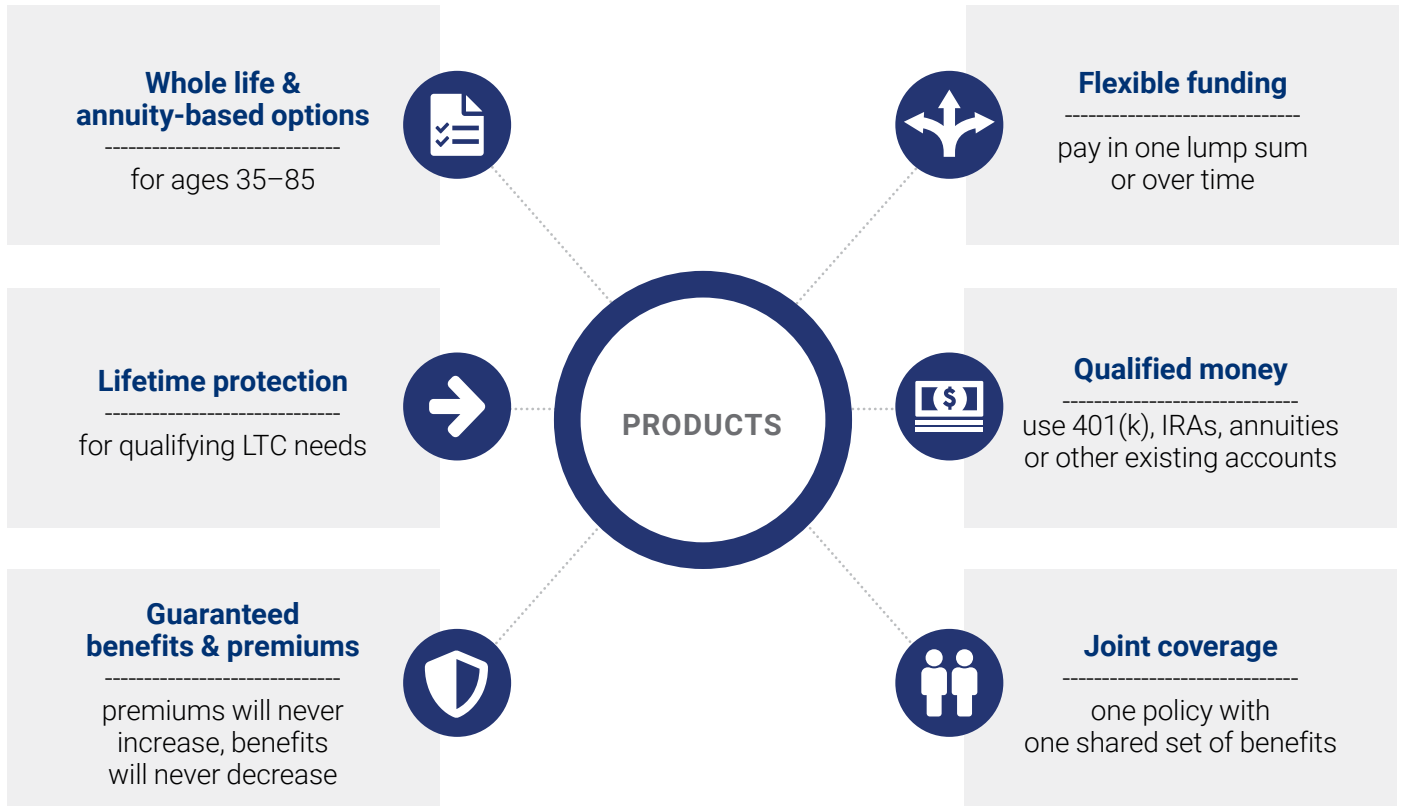 Whole life &
annuity-based options
------------------------------
for ages 35–85
Flexible funding
------------------------------
pay in one lump sum
or over time
Lifetime protection
------------------------------
for qualifying LTC needs
PRODUCTS
$
Qualified money
------------------------------
use 401(k), IRAs, annuities
or other existing accounts
Guaranteed
benefits & premiums
------------------------------
premiums will never
increase, benefits
will never decrease
Joint coverage
------------------------------
one policy with
one shared set of benefits